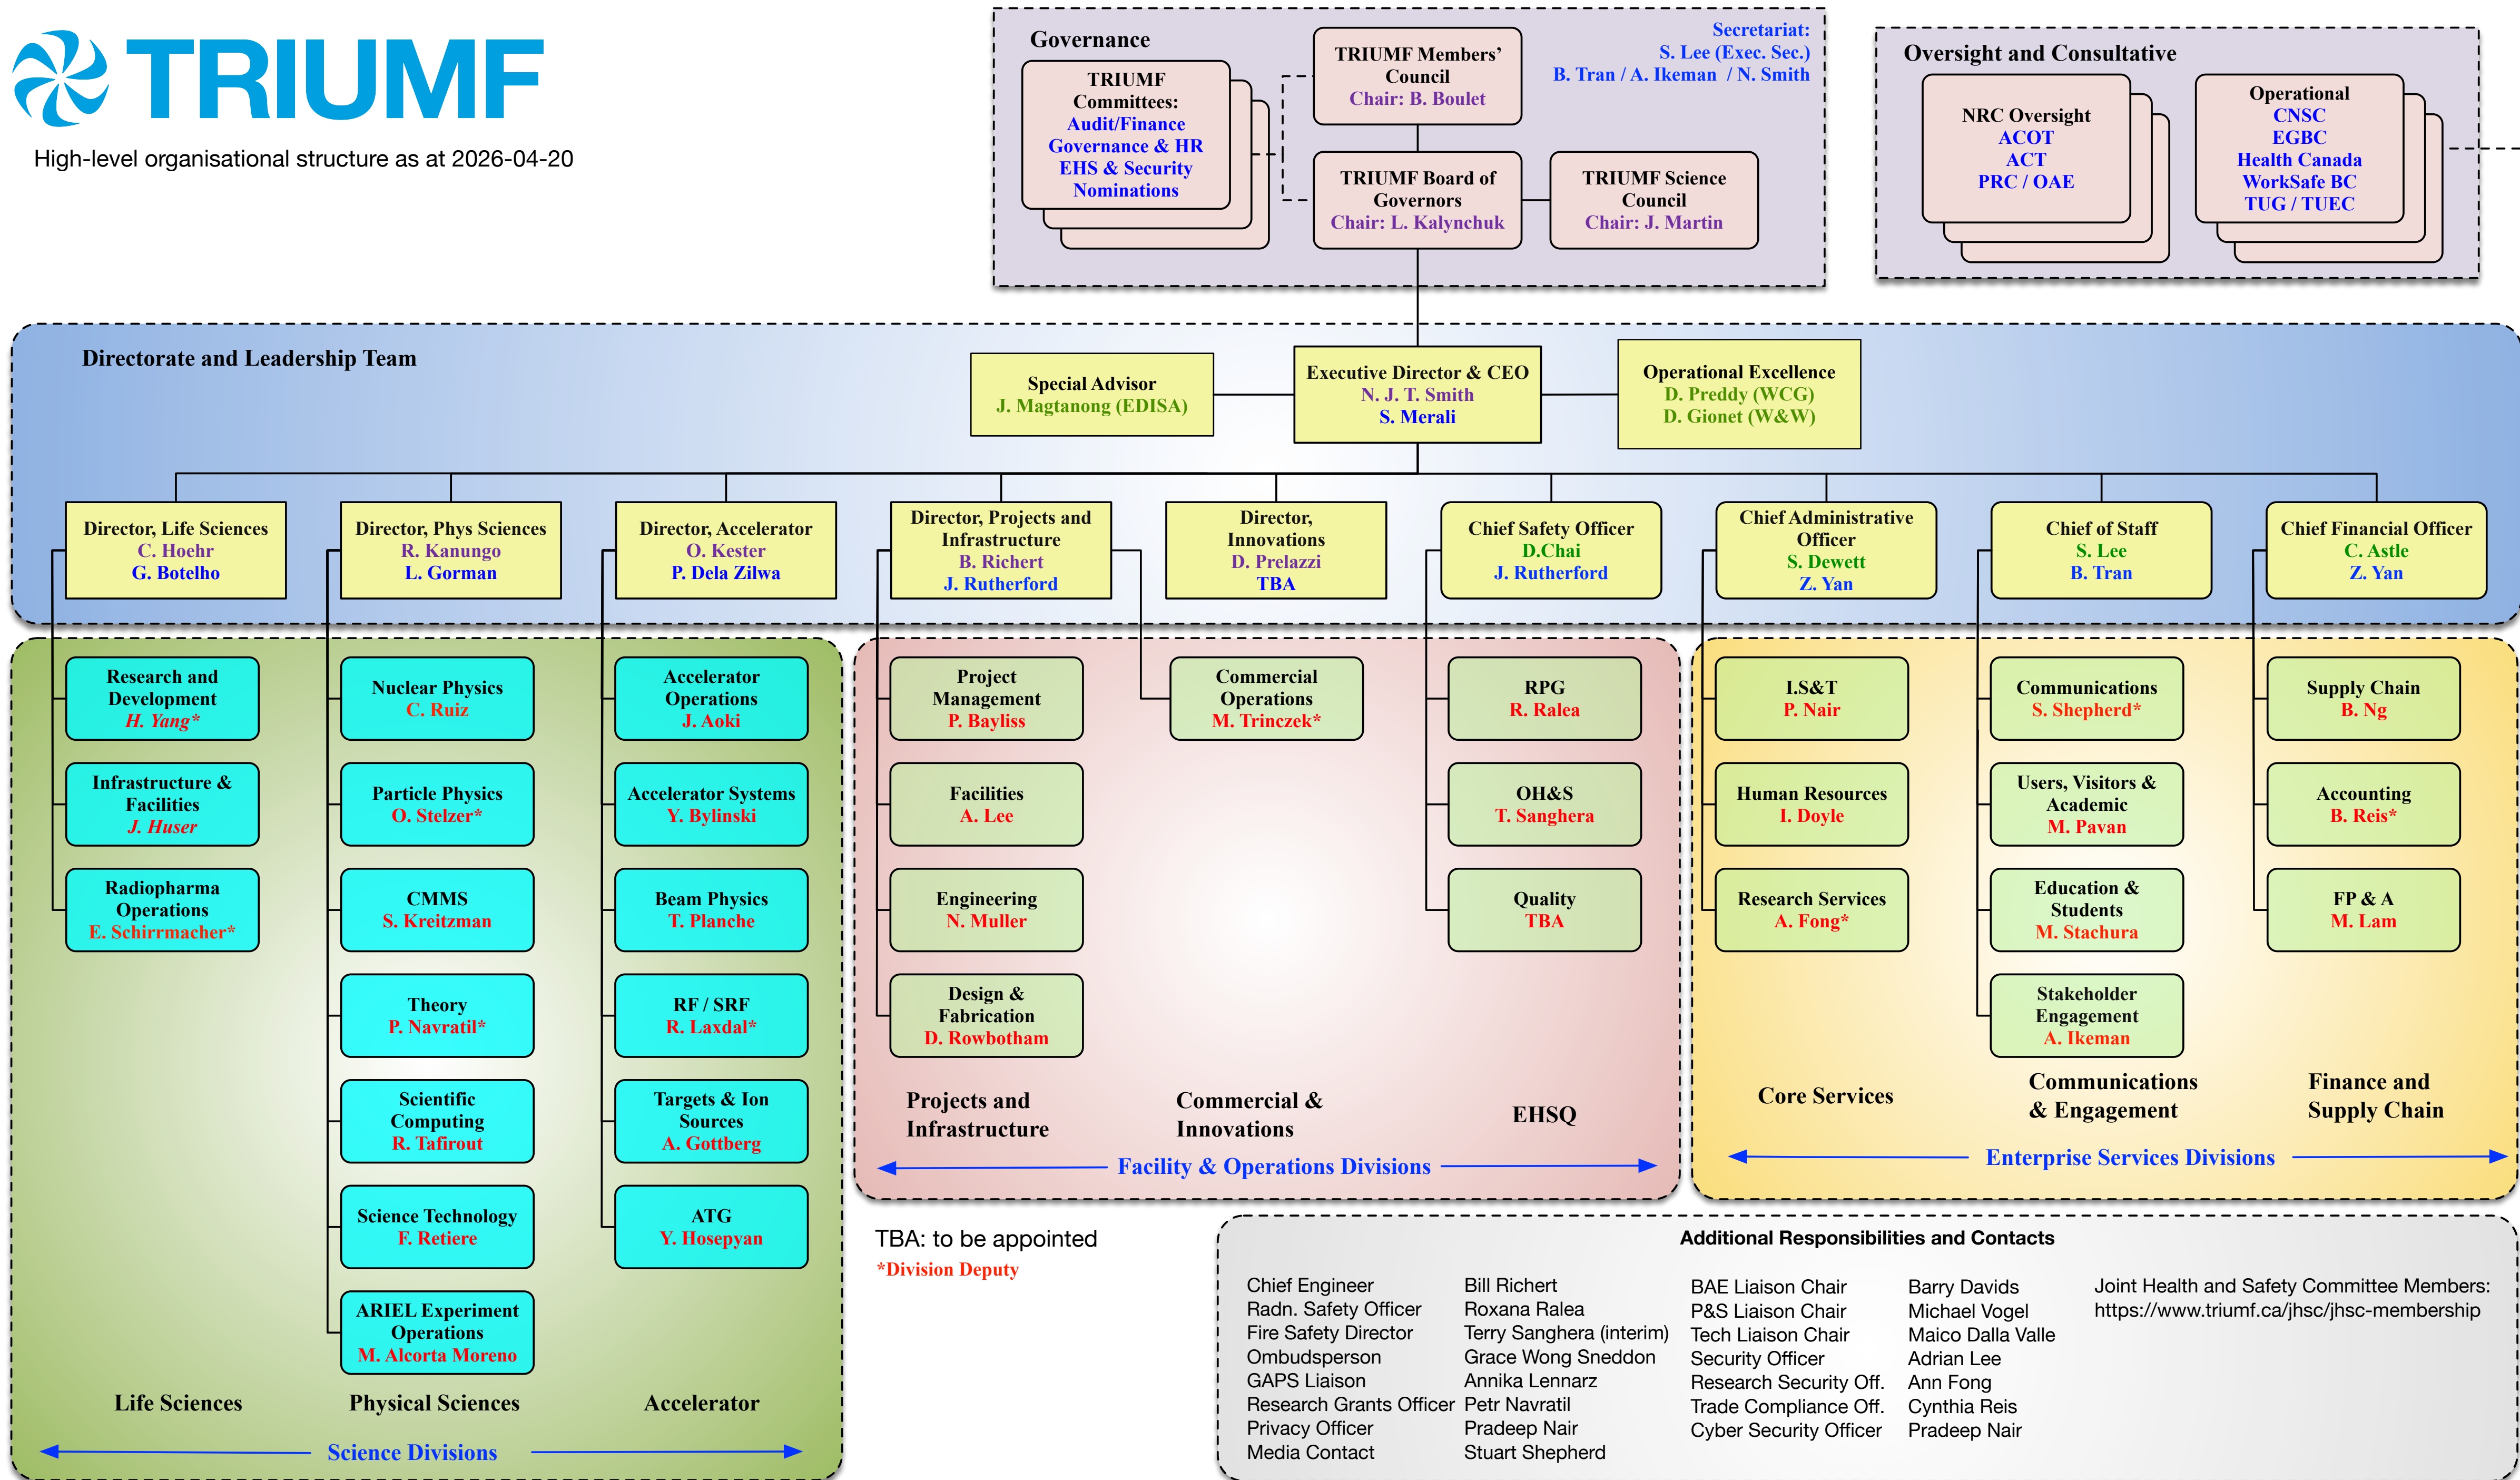 TRIUMF
High-level organisational structure as at 2026-04-20
Governance
TRIUMF
Committees:
Audit/Finance
Governance & HR
EHS & Security
Nominations
TRIUMF Members’
Council
Chair: B. Boulet
Secretariat:
S. Lee (Exec. Sec.)
B. Tran / A. Ikeman / N. Smith
TRIUMF Board of
Governors
Chair: L. Kalynchuk
TRIUMF Science
Council
Chair: J. Martin
Oversight and Consultative
NRC Oversight
ACOT
ACT
PRC / OAE
Operational
CNSC
EGBC
Health Canada
WorkSafe BC
TUG / TUEC
Directorate and Leadership Team
Special Advisor
J. Magtanong (EDISA)
Executive Director & CEO
N. J. T. Smith
S. Merali
Operational Excellence
D. Preddy (WCG)
D. Gionet (W&W)
Director, Life Sciences
C. Hoehr
G. Botelho
Director, Phys Sciences
R. Kanungo
L. Gorman
Director, Accelerator
O. Kester
P. Dela Zilwa
Director, Projects and
Infrastructure
B. Richert
J. Rutherford
Director,
Innovations
D. Prelazzi
TBA
Chief Safety Officer
D.Chai
J. Rutherford
Chief Administrative
Officer
S. Dewett
Z. Yan
Chief of Staff
S. Lee
B. Tran
Chief Financial Officer
C. Astle
Z. Yan
Research and
Development
H. Yang*
Infrastructure &
Facilities
J. Huser
Radiopharma
Operations
E. Schirrmacher*
Life Sciences
Nuclear Physics
C. Ruiz
Particle Physics
O. Stelzer*
CMMS
S. Kreitzman
Theory
P. Navratil*
Scientific
Computing
R. Tafirout
Science Technology
F. Retiere
ARIEL Experiment
Operations
M. Alcorta Moreno
Physical Sciences
Accelerator
Operations
J. Aoki
Accelerator Systems
Y. Bylinski
Beam Physics
T. Planche
RF / SRF
R. Laxdal*
Targets & Ion
Sources
A. Gottberg
ATG
Y. Hosepyan
Accelerator
Science Divisions
Project
Management
P. Bayliss
Facilities
A. Lee
Engineering
N. Muller
Design &
Fabrication
D. Rowbotham
Projects and
Infrastructure
Commercial
Operations
M. Trinczek*
Commercial &
Innovations
RPG
R. Ralea
OH&S
T. Sanghera
Quality
TBA
EHSQ
Facility & Operations Divisions
I.S&T
P. Nair
Human Resources
I. Doyle
Research Services
A. Fong*
Core Services
Communications
S. Shepherd*
Users, Visitors &
Academic
M. Pavan
Education &
Students
M. Stachura
Stakeholder
Engagement
A. Ikeman
Communications
& Engagement
Supply Chain
B. Ng
Accounting
B. Reis*
FP & A
M. Lam
Finance and
Supply Chain
Enterprise Services Divisions
TBA: to be appointed
*Division Deputy
Additional Responsibilities and Contacts
Chief Engineer Bill Richert
Radn. Safety Officer Roxana Ralea
Fire Safety Director Terry Sanghera (interim)
Ombudsperson Grace Wong Sneddon
GAPS Liaison Annika Lennarz
Research Grants Officer Petr Navratil
Privacy Officer Pradeep Nair
Media Contact Stuart Shepherd
BAE Liaison Chair Barry Davids
P&S Liaison Chair Michael Vogel
Tech Liaison Chair Maico Dalla Valle
Security Officer Adrian Lee
Research Security Off. Ann Fong
Trade Compliance Off. Cynthia Reis
Cyber Security Officer Pradeep Nair
Joint Health and Safety Committee Members:
https://www.triumf.ca/jhsc/jhsc-membership